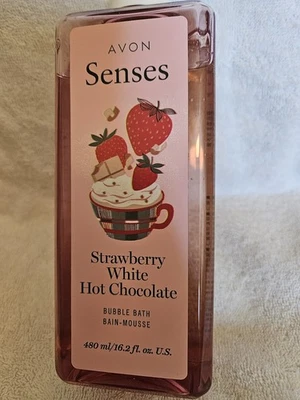 AVON
Senses
Strawberry
White
Hot Chocolate
BUBBLE BATH
BAIN-MOUSSE
480 ml/16.2 fl. oz. U.S.